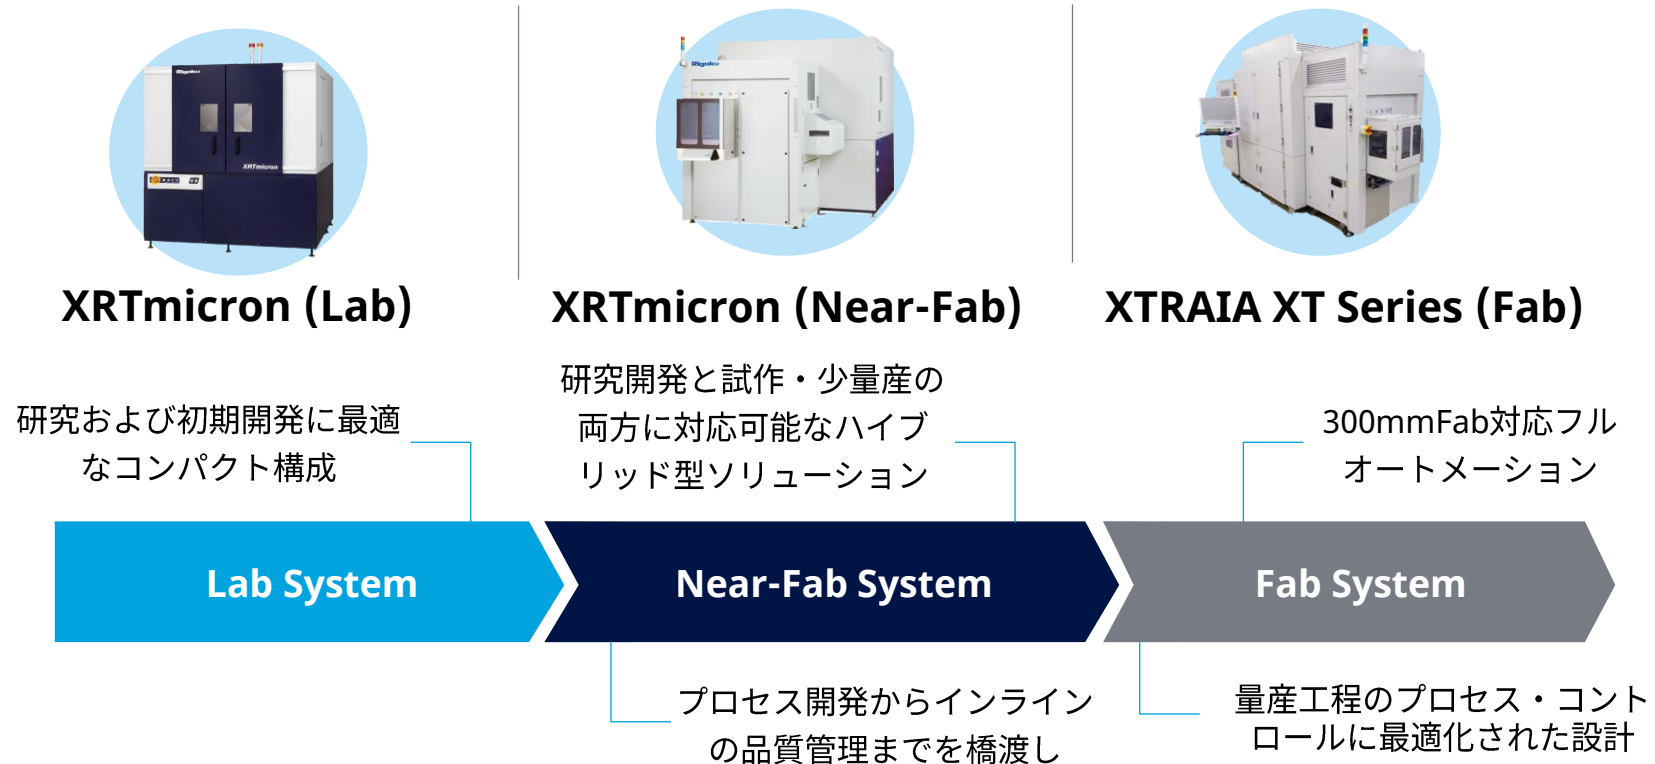 Rigaku
XRTmicron
Rigaku
XRTmicron (Lab)
XRTmicron (Near-Fab)
XTRAIA XT Series (Fab)
研究および初期開発に最適
なコンパクト構成
研究開発と試作・少量産の
両方に対応可能なハイブ
リッド型ソリューション
300mmFab対応フル
オートメーション
Lab System
Near-Fab System
Fab System
プロセス開発からインライン
の品質管理までを橋渡し
量産工程のプロセス・コント
ロールに最適化された設計